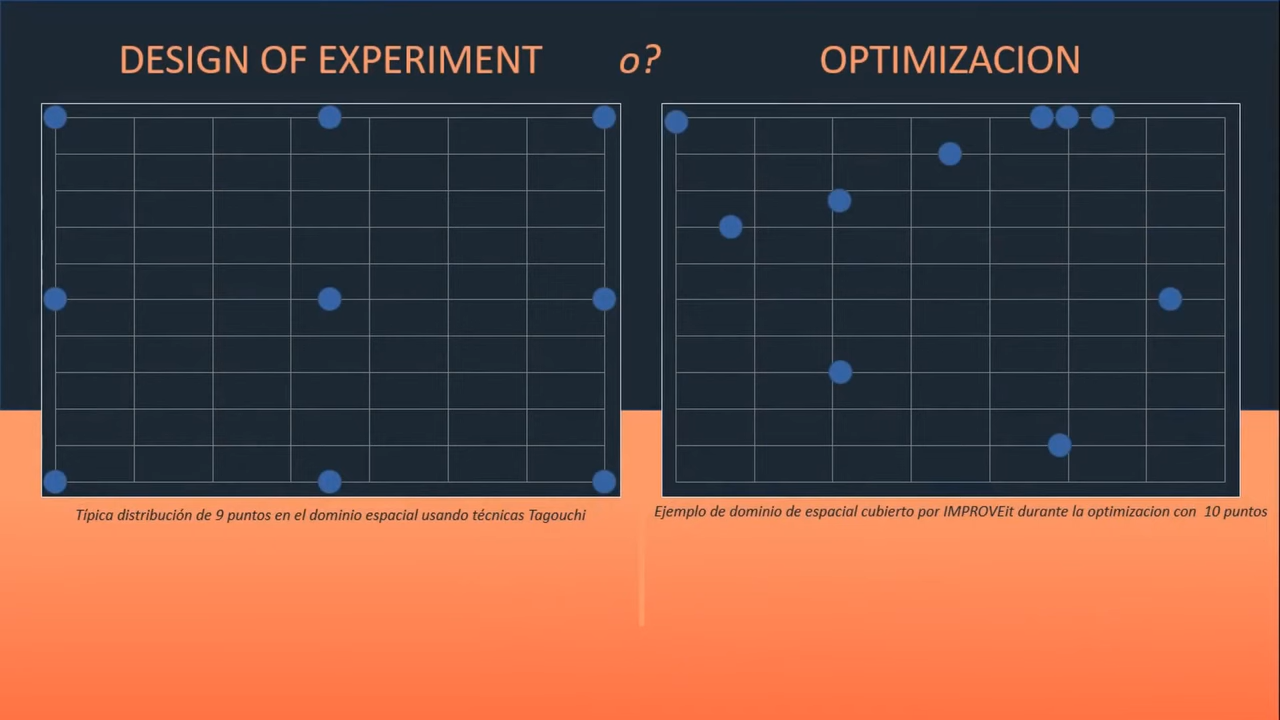 DESIGN OF EXPERIMENT o? OPTIMIZACION
Típica distribución de 9 puntos en el dominio espacial usando técnicas Tagouchi
Ejemplo de dominio de espacial cubierto por IMPROVEit durante la optimizacion con 10 puntos